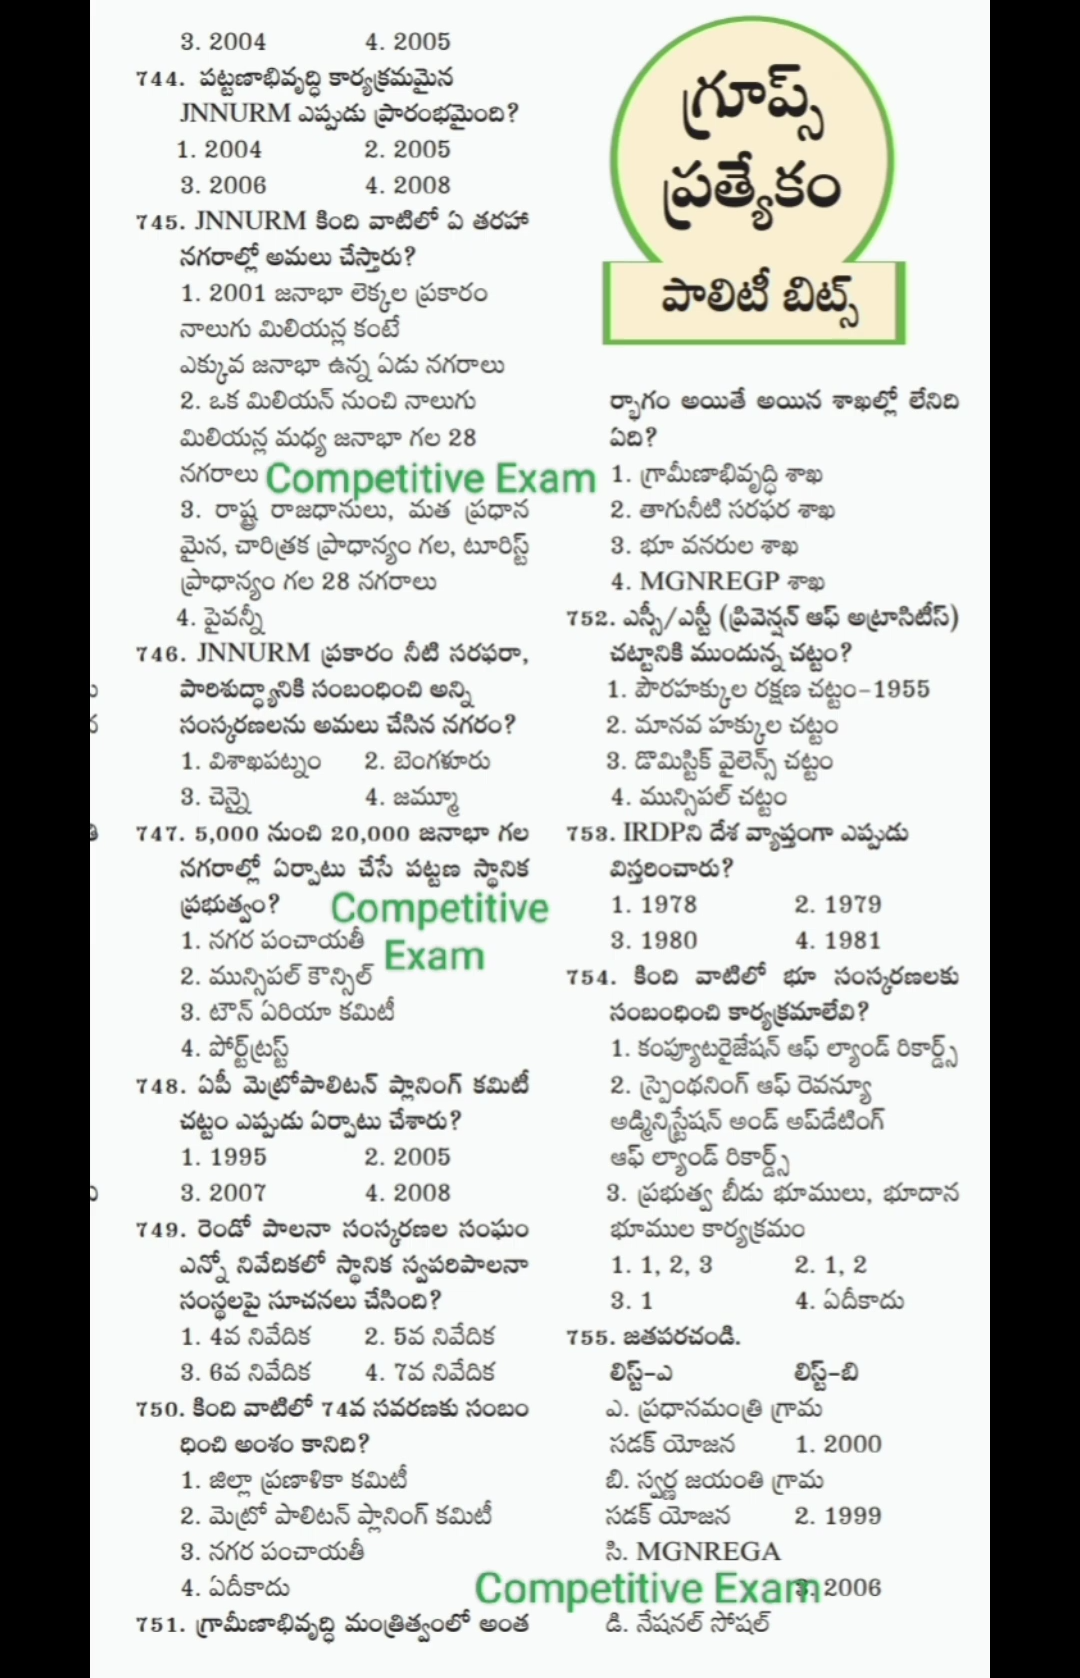 3. 2004 4. 2005
744. పట్టణాభివృద్ధి కార్యక్రమమైన
JNNURM ఎప్పుడు ప్రారంభమైంది?
1. 2004 2. 2005
3. 2006 4. 2008
745. JNNURM కింది వాటిలో ఏ తరహా
నగరాల్లో అమలు చేస్తారు?
1. 2001 జనాభా లెక్కల ప్రకారం
నాలుగు మిలియన్ల కంటే
ఎక్కువ జనాభా ఉన్న ఏడు నగరాలు
2. ఒక మిలియన్ నుంచి నాలుగు
మిలియన్ల మధ్య జనాభా గల 28
నగరాలు Competitive Exam
3. రాష్ట్ర రాజధానులు, మత ప్రధాన
మైన, చారిత్రక ప్రాధాన్యం గల, టూరిస్ట్
ప్రాధాన్యం గల 28 నగరాలు
4. పైవన్నీ
746. JNNURM ప్రకారం నీటి సరఫరా,
పారిశుద్ధ్యానికి సంబంధించి అన్ని
సంస్కరణలను అమలు చేసిన నగరం?
1. విశాఖపట్నం 2. బెంగళూరు
3. చెన్నై 4. జమ్మూ
747. 5,000 నుంచి 20,000 జనాభా గల
నగరాల్లో ఏర్పాటు చేసే పట్టణ స్థానిక
ప్రభుత్వం? Competitive
1. నగర పంచాయతీ Exam
2. మున్సిపల్ కౌన్సిల్
3. టౌన్ ఏరియా కమిటీ
4. పోర్ట్‌ట్రస్ట్
748. ఏపీ మెట్రోపాలిటన్ ప్లానింగ్ కమిటీ
చట్టం ఎప్పుడు ఏర్పాటు చేశారు?
1. 1995 2. 2005
3. 2007 4. 2008
749. రెండో పాలనా సంస్కరణల సంఘం
ఎన్నో నివేదికలో స్థానిక స్వపరిపాలనా
సంస్థలపై సూచనలు చేసింది?
1. 4వ నివేదిక 2. 5వ నివేదిక
3. 6వ నివేదిక 4. 7వ నివేదిక
750. కింది వాటిలో 74వ సవరణకు సంబం
ధించి అంశం కానిది?
1. జిల్లా ప్రణాళికా కమిటీ
2. మెట్రో పాలిటన్ ప్లానింగ్ కమిటీ
3. నగర పంచాయతీ
4. ఏదీకాదు
751. గ్రామీణాభివృద్ధి మంత్రిత్వంలో అంత
గ్రూప్స్
ప్రత్యేకం
పాలిటీ బిట్స్
ర్భాగం అయితే అయిన శాఖల్లో లేనిది
ఏది?
1. గ్రామీణాభివృద్ధి శాఖ
2. తాగునీటి సరఫర శాఖ
3. భూ వనరుల శాఖ
4. MGNREGP శాఖ
752. ఎస్సీ/ఎస్టీ (ప్రివెన్షన్ ఆఫ్ అట్రాసిటీస్)
చట్టానికి ముందున్న చట్టం?
1. పౌరహక్కుల రక్షణ చట్టం-1955
2. మానవ హక్కుల చట్టం
3. డొమిస్టిక్ వైలెన్స్ చట్టం
4. మున్సిపల్ చట్టం
753. IRDPని దేశ వ్యాప్తంగా ఎప్పుడు
విస్తరించారు?
1. 1978 2. 1979
3. 1980 4. 1981
754. కింది వాటిలో భూ సంస్కరణలకు
సంబంధించి కార్యక్రమాలేవి?
1. కంప్యూటరైజేషన్ ఆఫ్ ల్యాండ్ రికార్డ్స్
2. స్ప్రెంథనింగ్ ఆఫ్ రెవన్యూ
అడ్మినిస్ట్రేషన్ అండ్ అప్‌డేటింగ్
ఆఫ్ ల్యాండ్ రికార్డ్స్
3. ప్రభుత్వ బీడు భూములు, భూదాన
భూముల కార్యక్రమం
1. 1, 2, 3 2. 1, 2
3. 1 4. ఏదీకాదు
755. జతపరచండి.
లిస్ట్-ఎ లిస్ట్-బి
ఎ. ప్రధానమంత్రి గ్రామ
సడక్ యోజన 1. 2000
బి. స్వర్ణ జయంతి గ్రామ
సడక్ యోజన 2. 1999
సి. MGNREGA
Competitive Exam 3. 2006
డి. నేషనల్ సోషల్